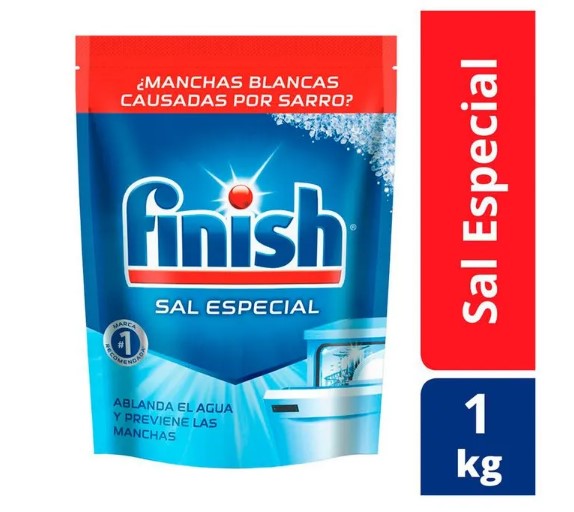 ¿MANCHAS BLANCAS
CAUSADAS POR SARRO?
finish®
SAL ESPECIAL
MARCA
#1
RECOMENDADA
ABLANDA EL AGUA
Y PREVIENE LAS
MANCHAS
Sal Especial
1
kg